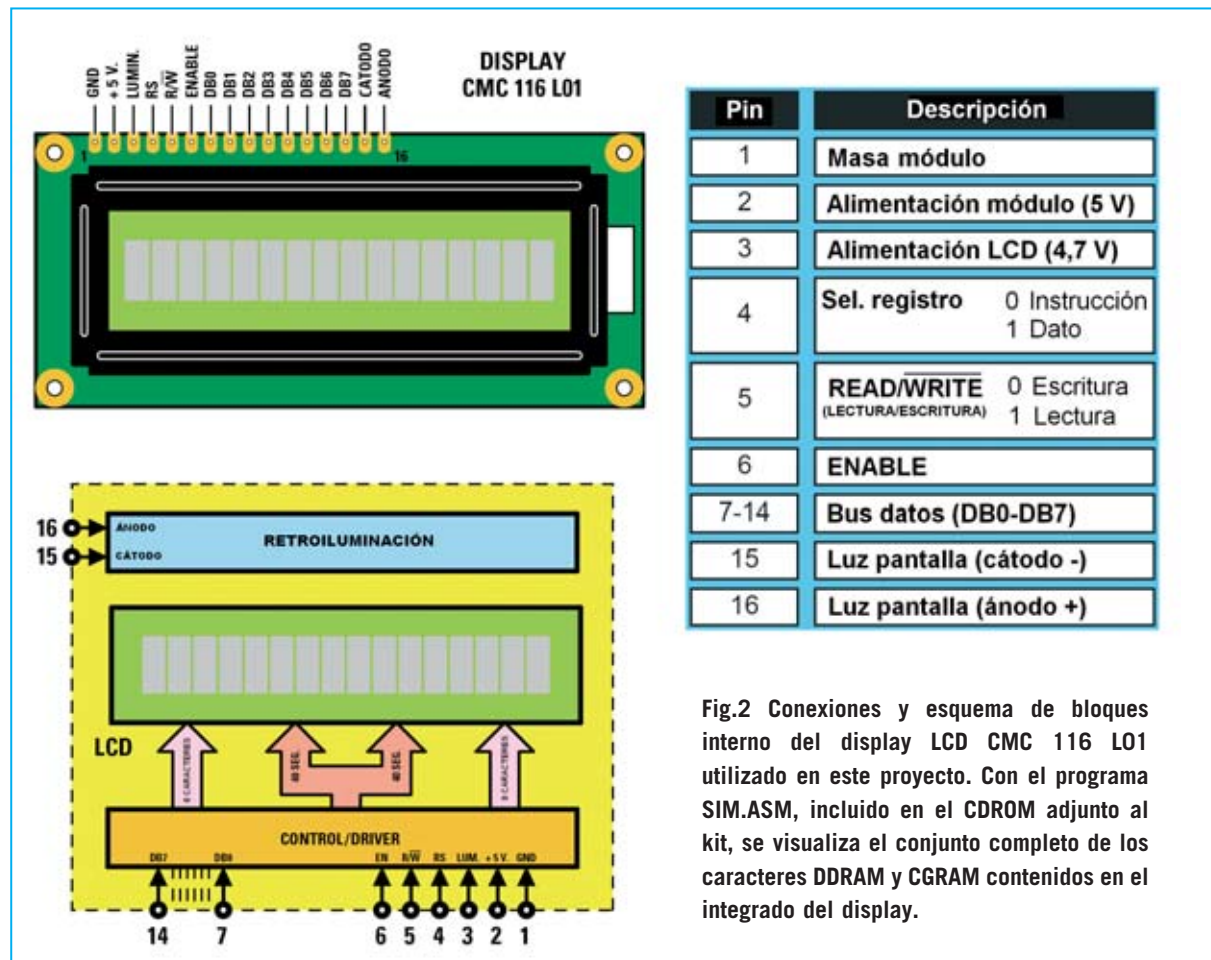 GND
+ 5 V.
LUMIN.
RS
R/W
ENABLE
DB0
DB1
DB2
DB3
DB4
DB5
DB6
DB7
CATODO
ANODO
DISPLAY
CMC 116 L01
1
16
Pin Descripción
1 Masa módulo
2 Alimentación módulo (5 V)
3 Alimentación LCD (4,7 V)
4 Sel. registro 0 Instrucción
1 Dato
5 READ/WRITE 0 Escritura
(LECTURA/ESCRITURA) 1 Lectura
6 ENABLE
7-14 Bus datos (DB0-DB7)
15 Luz pantalla (cátodo -)
16 Luz pantalla (ánodo +)
16 ÁNODO
15 CÁTODO
RETROILUMINACIÓN
LCD
CARACTERES
40 SEG.
40 SEG.
CARACTERES
CONTROL/DRIVER
DB7 EN R/W RS LUM. + 5 V. GND
14 7 6 5 4 3 2 1
Fig.2 Conexiones y esquema de bloques
interno del display LCD CMC 116 L01
utilizado en este proyecto. Con el programa
SIM.ASM, incluido en el CDROM adjunto al
kit, se visualiza el conjunto completo de los
caracteres DDRAM y CGRAM contenidos en el
integrado del display.